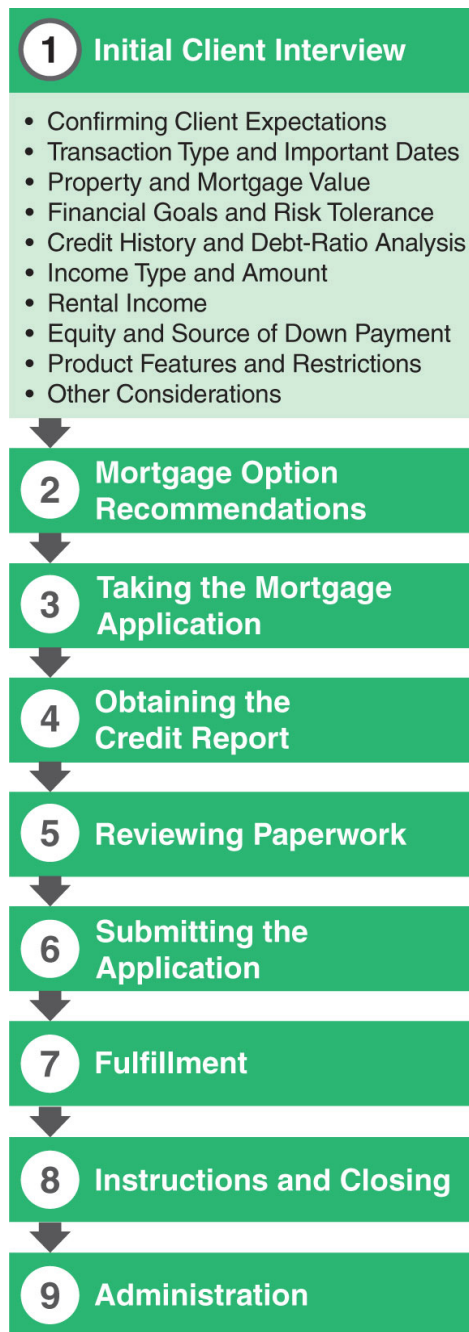 1 Initial Client Interview
• Confirming Client Expectations
• Transaction Type and Important Dates
• Property and Mortgage Value
• Financial Goals and Risk Tolerance
• Credit History and Debt-Ratio Analysis
• Income Type and Amount
• Rental Income
• Equity and Source of Down Payment
• Product Features and Restrictions
• Other Considerations
2 Mortgage Option
Recommendations
3 Taking the Mortgage
Application
4 Obtaining the
Credit Report
5 Reviewing Paperwork
6 Submitting the
Application
7 Fulfillment
8 Instructions and Closing
9 Administration